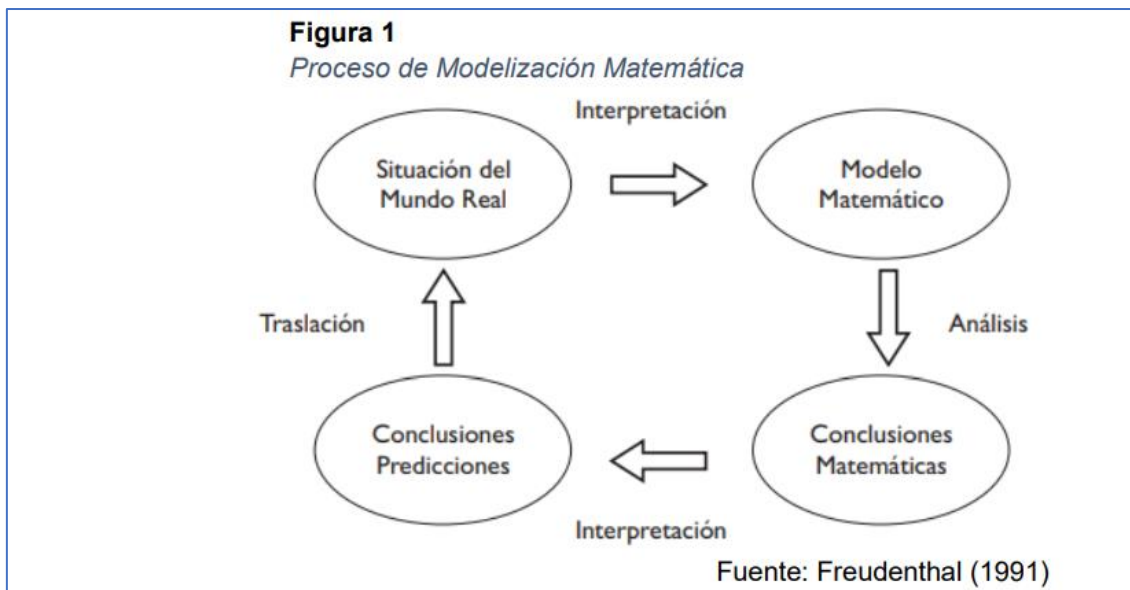 Figura 1
Proceso de Modelización Matemática
Interpretación
Situación del
Mundo Real
Modelo
Matemático
Traslación
Análisis
Conclusiones
Predicciones
Conclusiones
Matemáticas
Interpretación
Fuente: Freudenthal (1991)